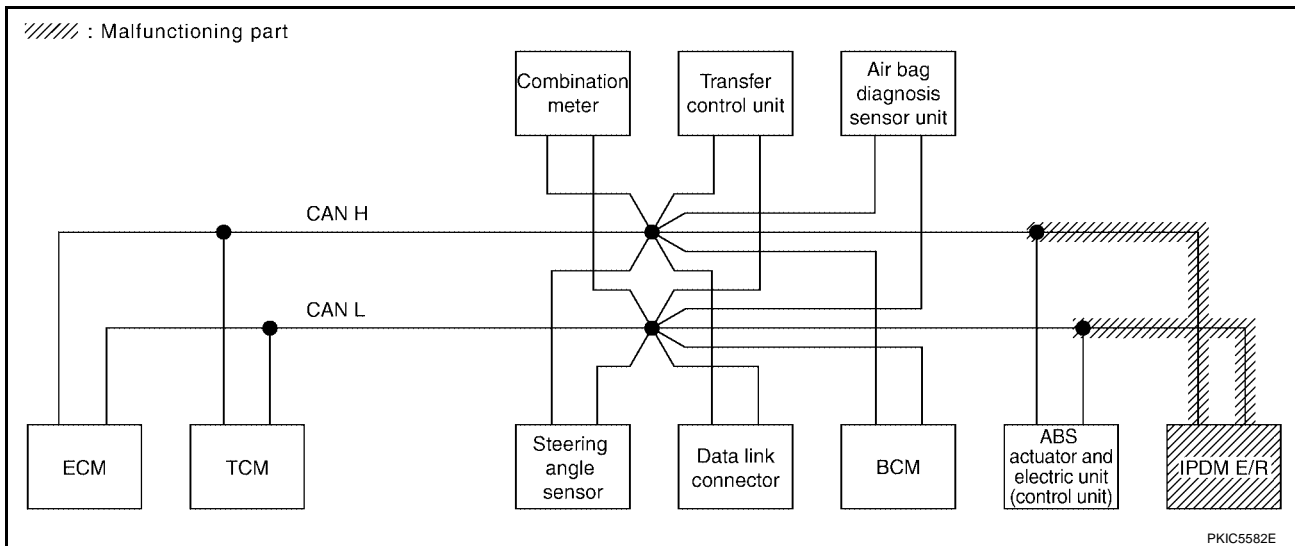 : Malfunctioning part
Combination
meter
Transfer
control unit
Air bag
diagnosis
sensor unit
CAN H
CAN L
ECM
TCM
Steering
angle
sensor
Data link
connector
BCM
ABS
actuator and
electric unit
(control unit)
IPDM E/R
PKIC5582E